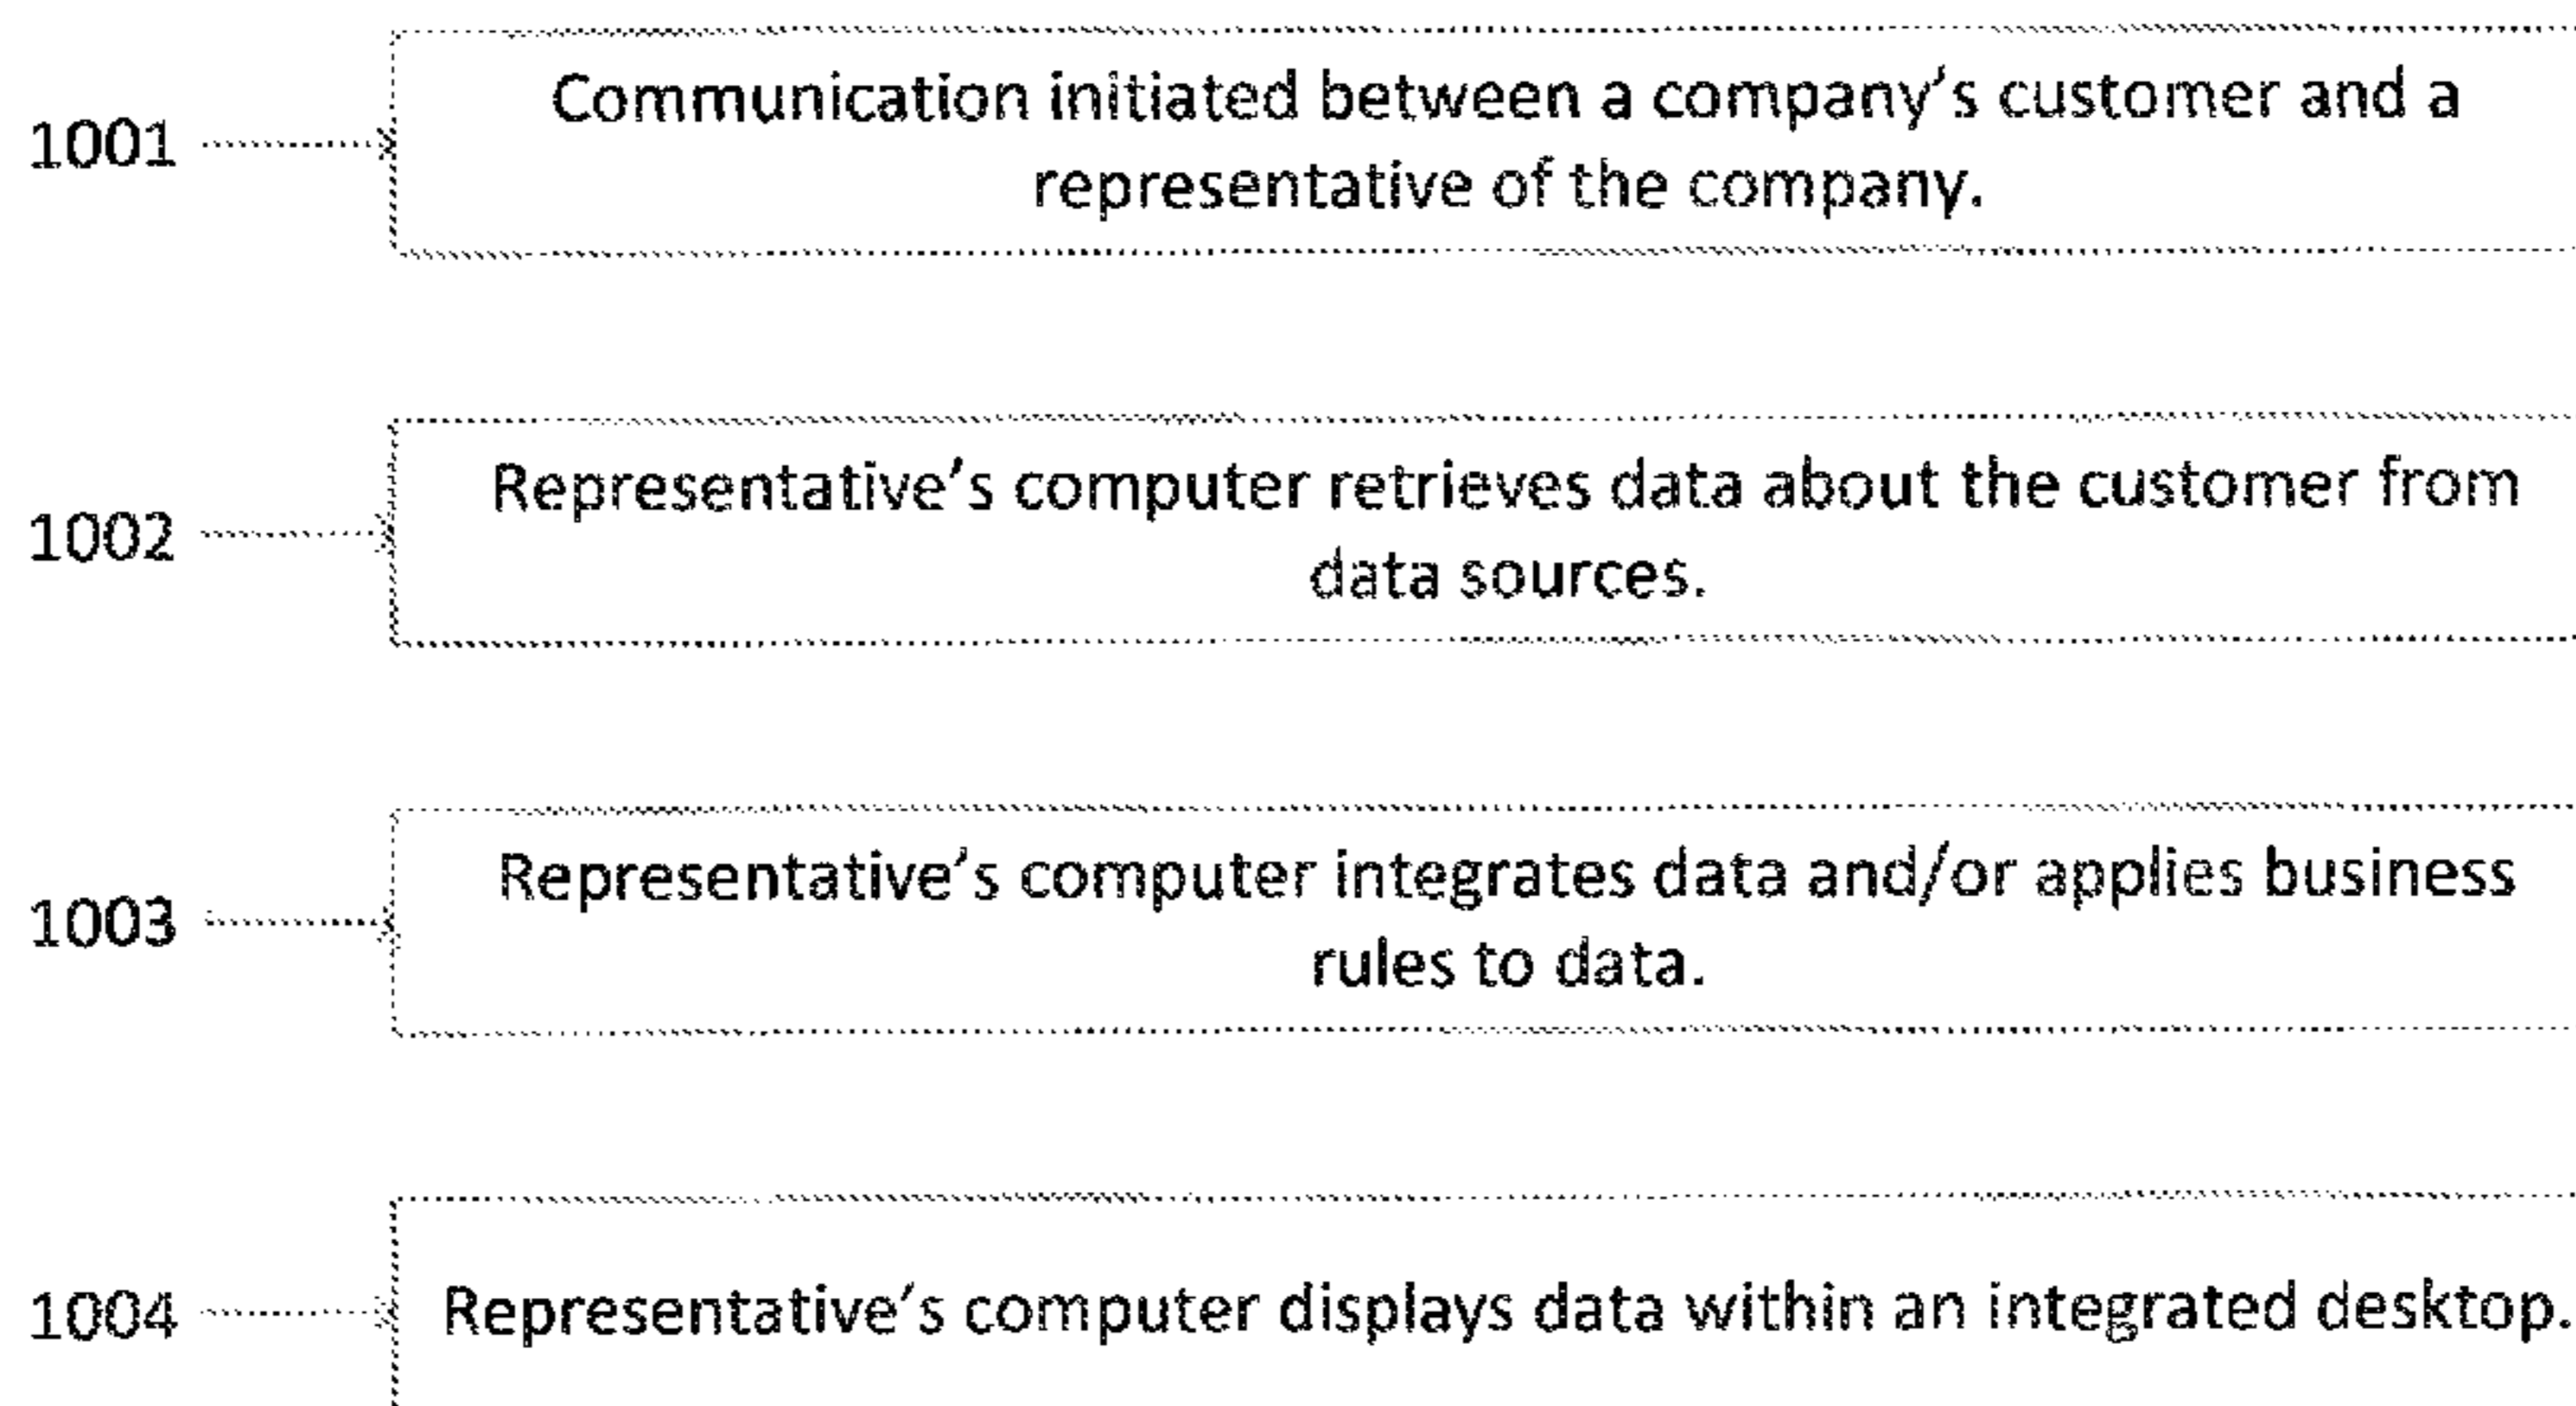 Communication initiated between a company's customer and a
1001
representative of the company.
Representative's computer retrieves data about the customer from
1002
data sources.
Representative's computer integrates data and/or applies business
1003
rules to data.
1004 Representative's computer displays data within an integrated desktop.